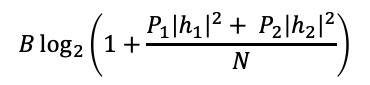 B log₂ (1 + (P₁|h₁|² + P₂|h₂|²) / N)